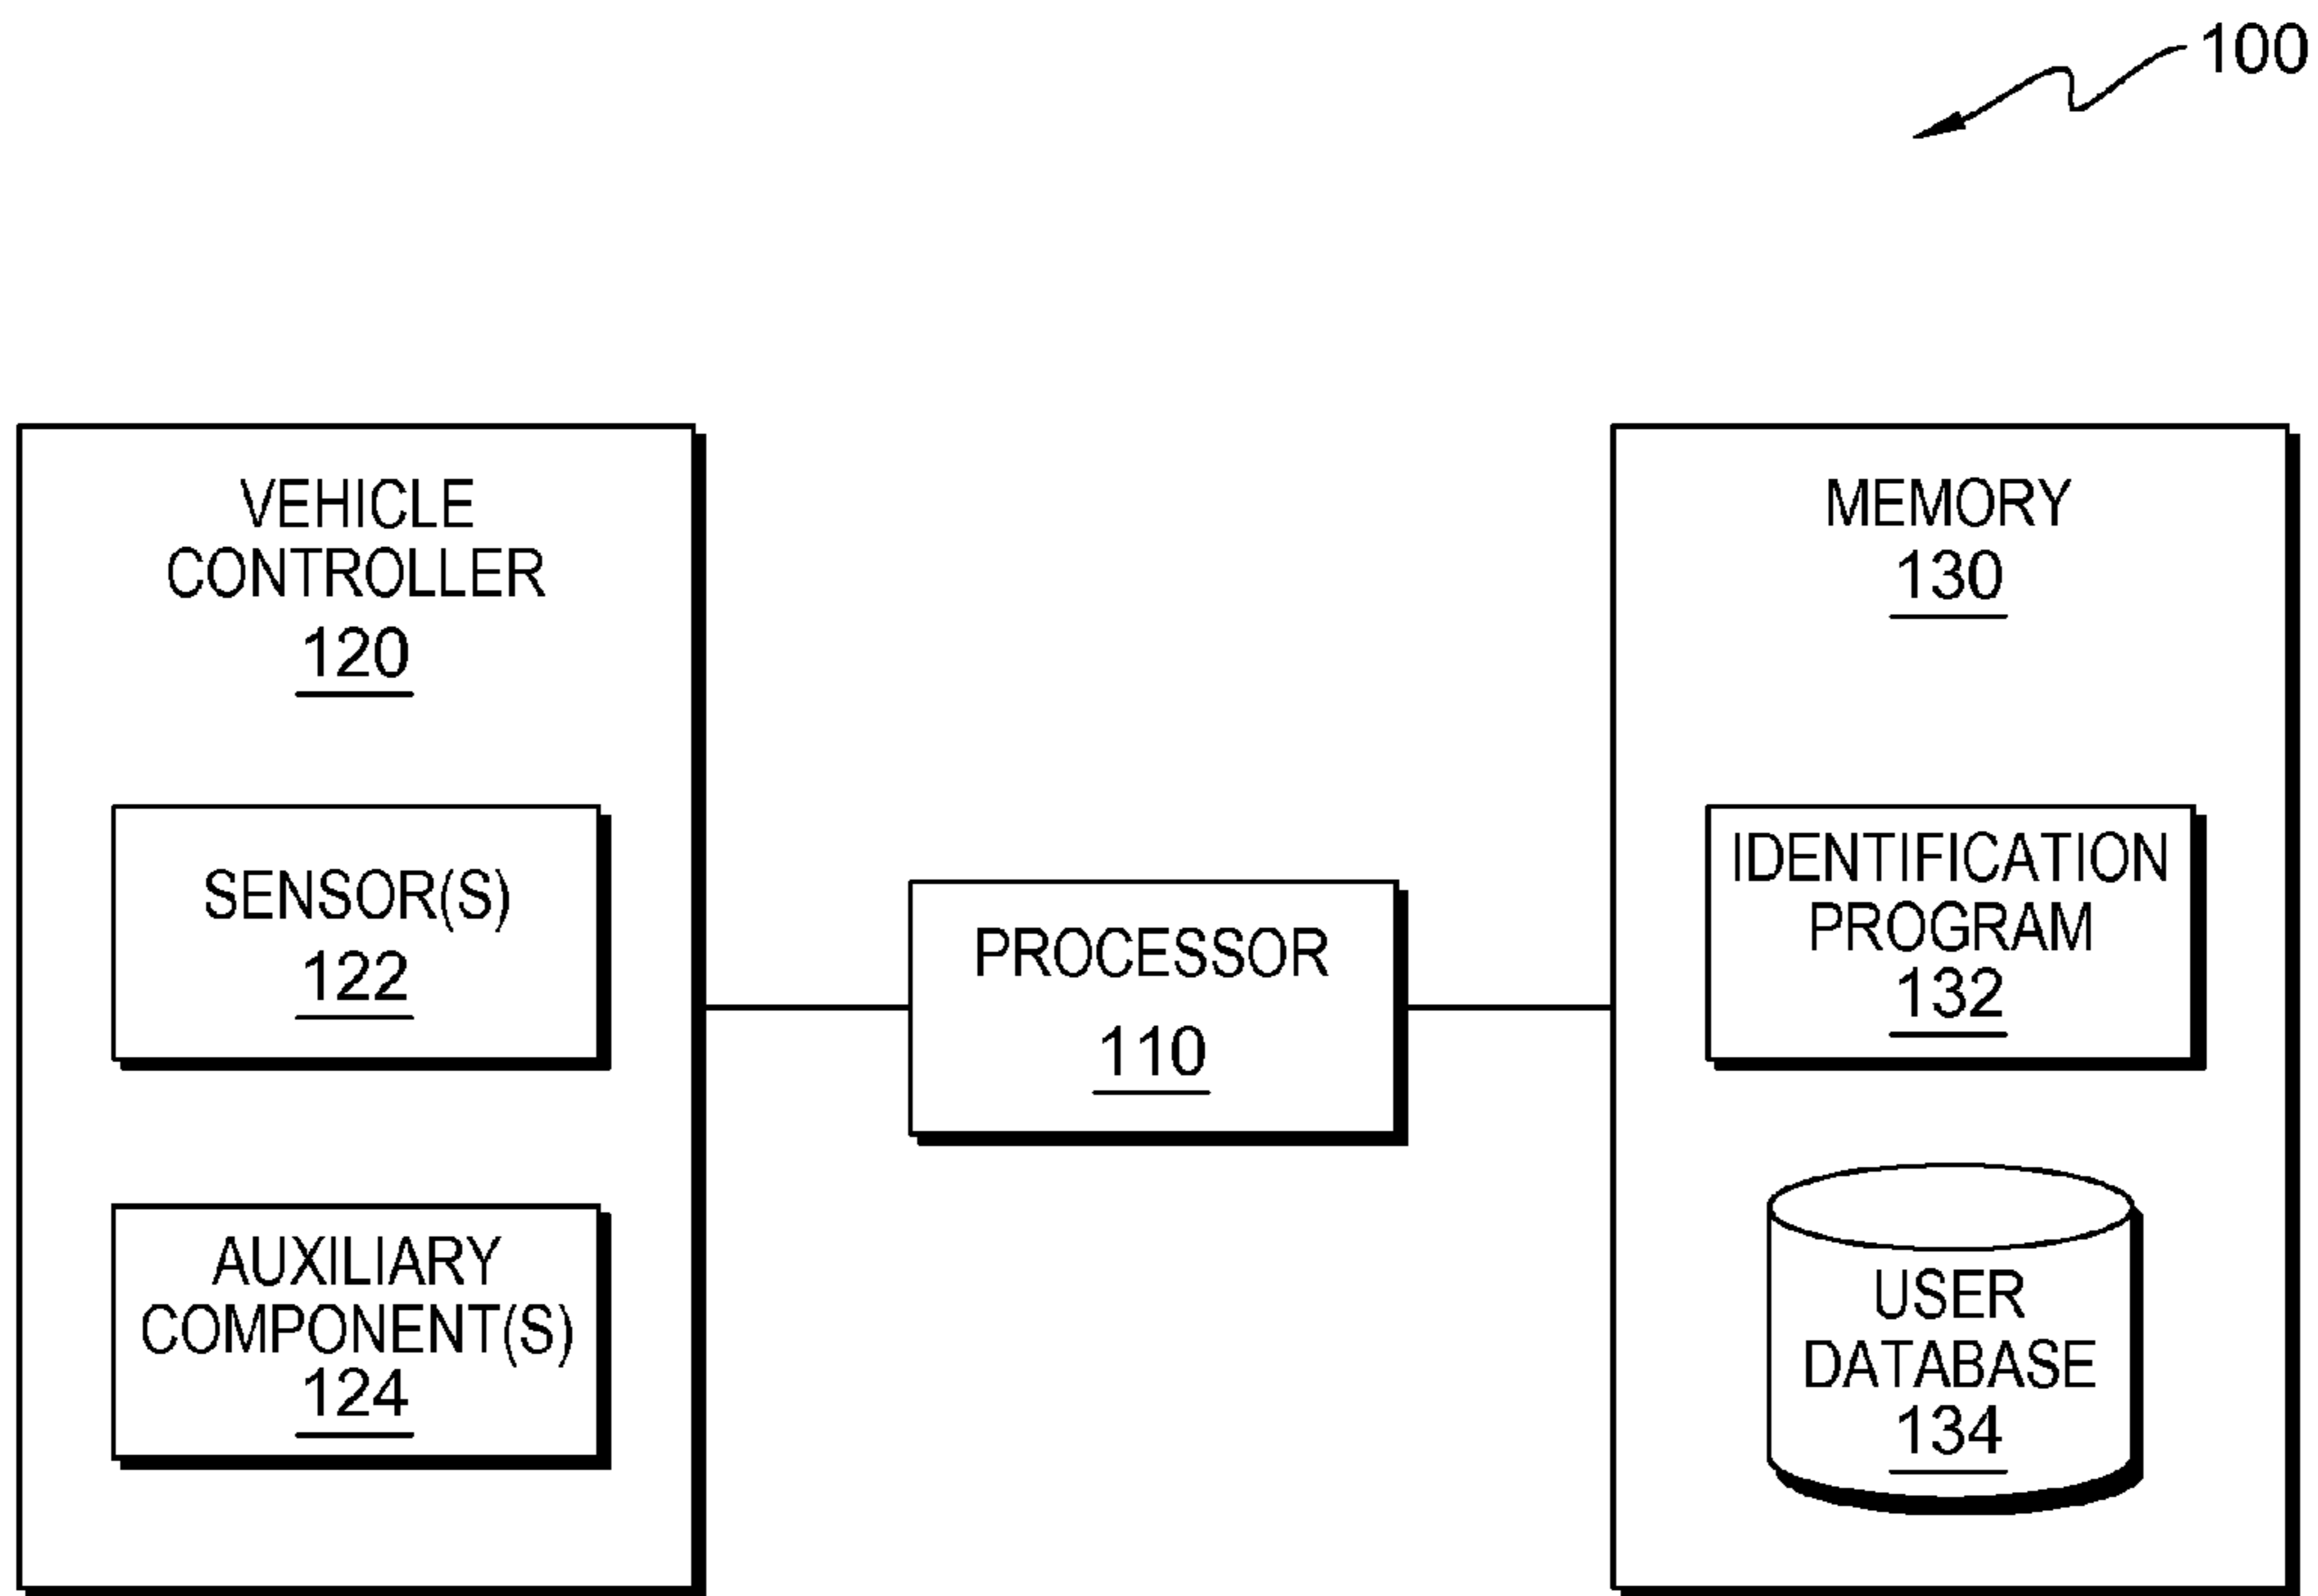 100
VEHICLE
CONTROLLER
120
SENSOR(S)
122
AUXILIARY
COMPONENT(S)
124
PROCESSOR
110
MEMORY
130
IDENTIFICATION
PROGRAM
132
USER
DATABASE
134